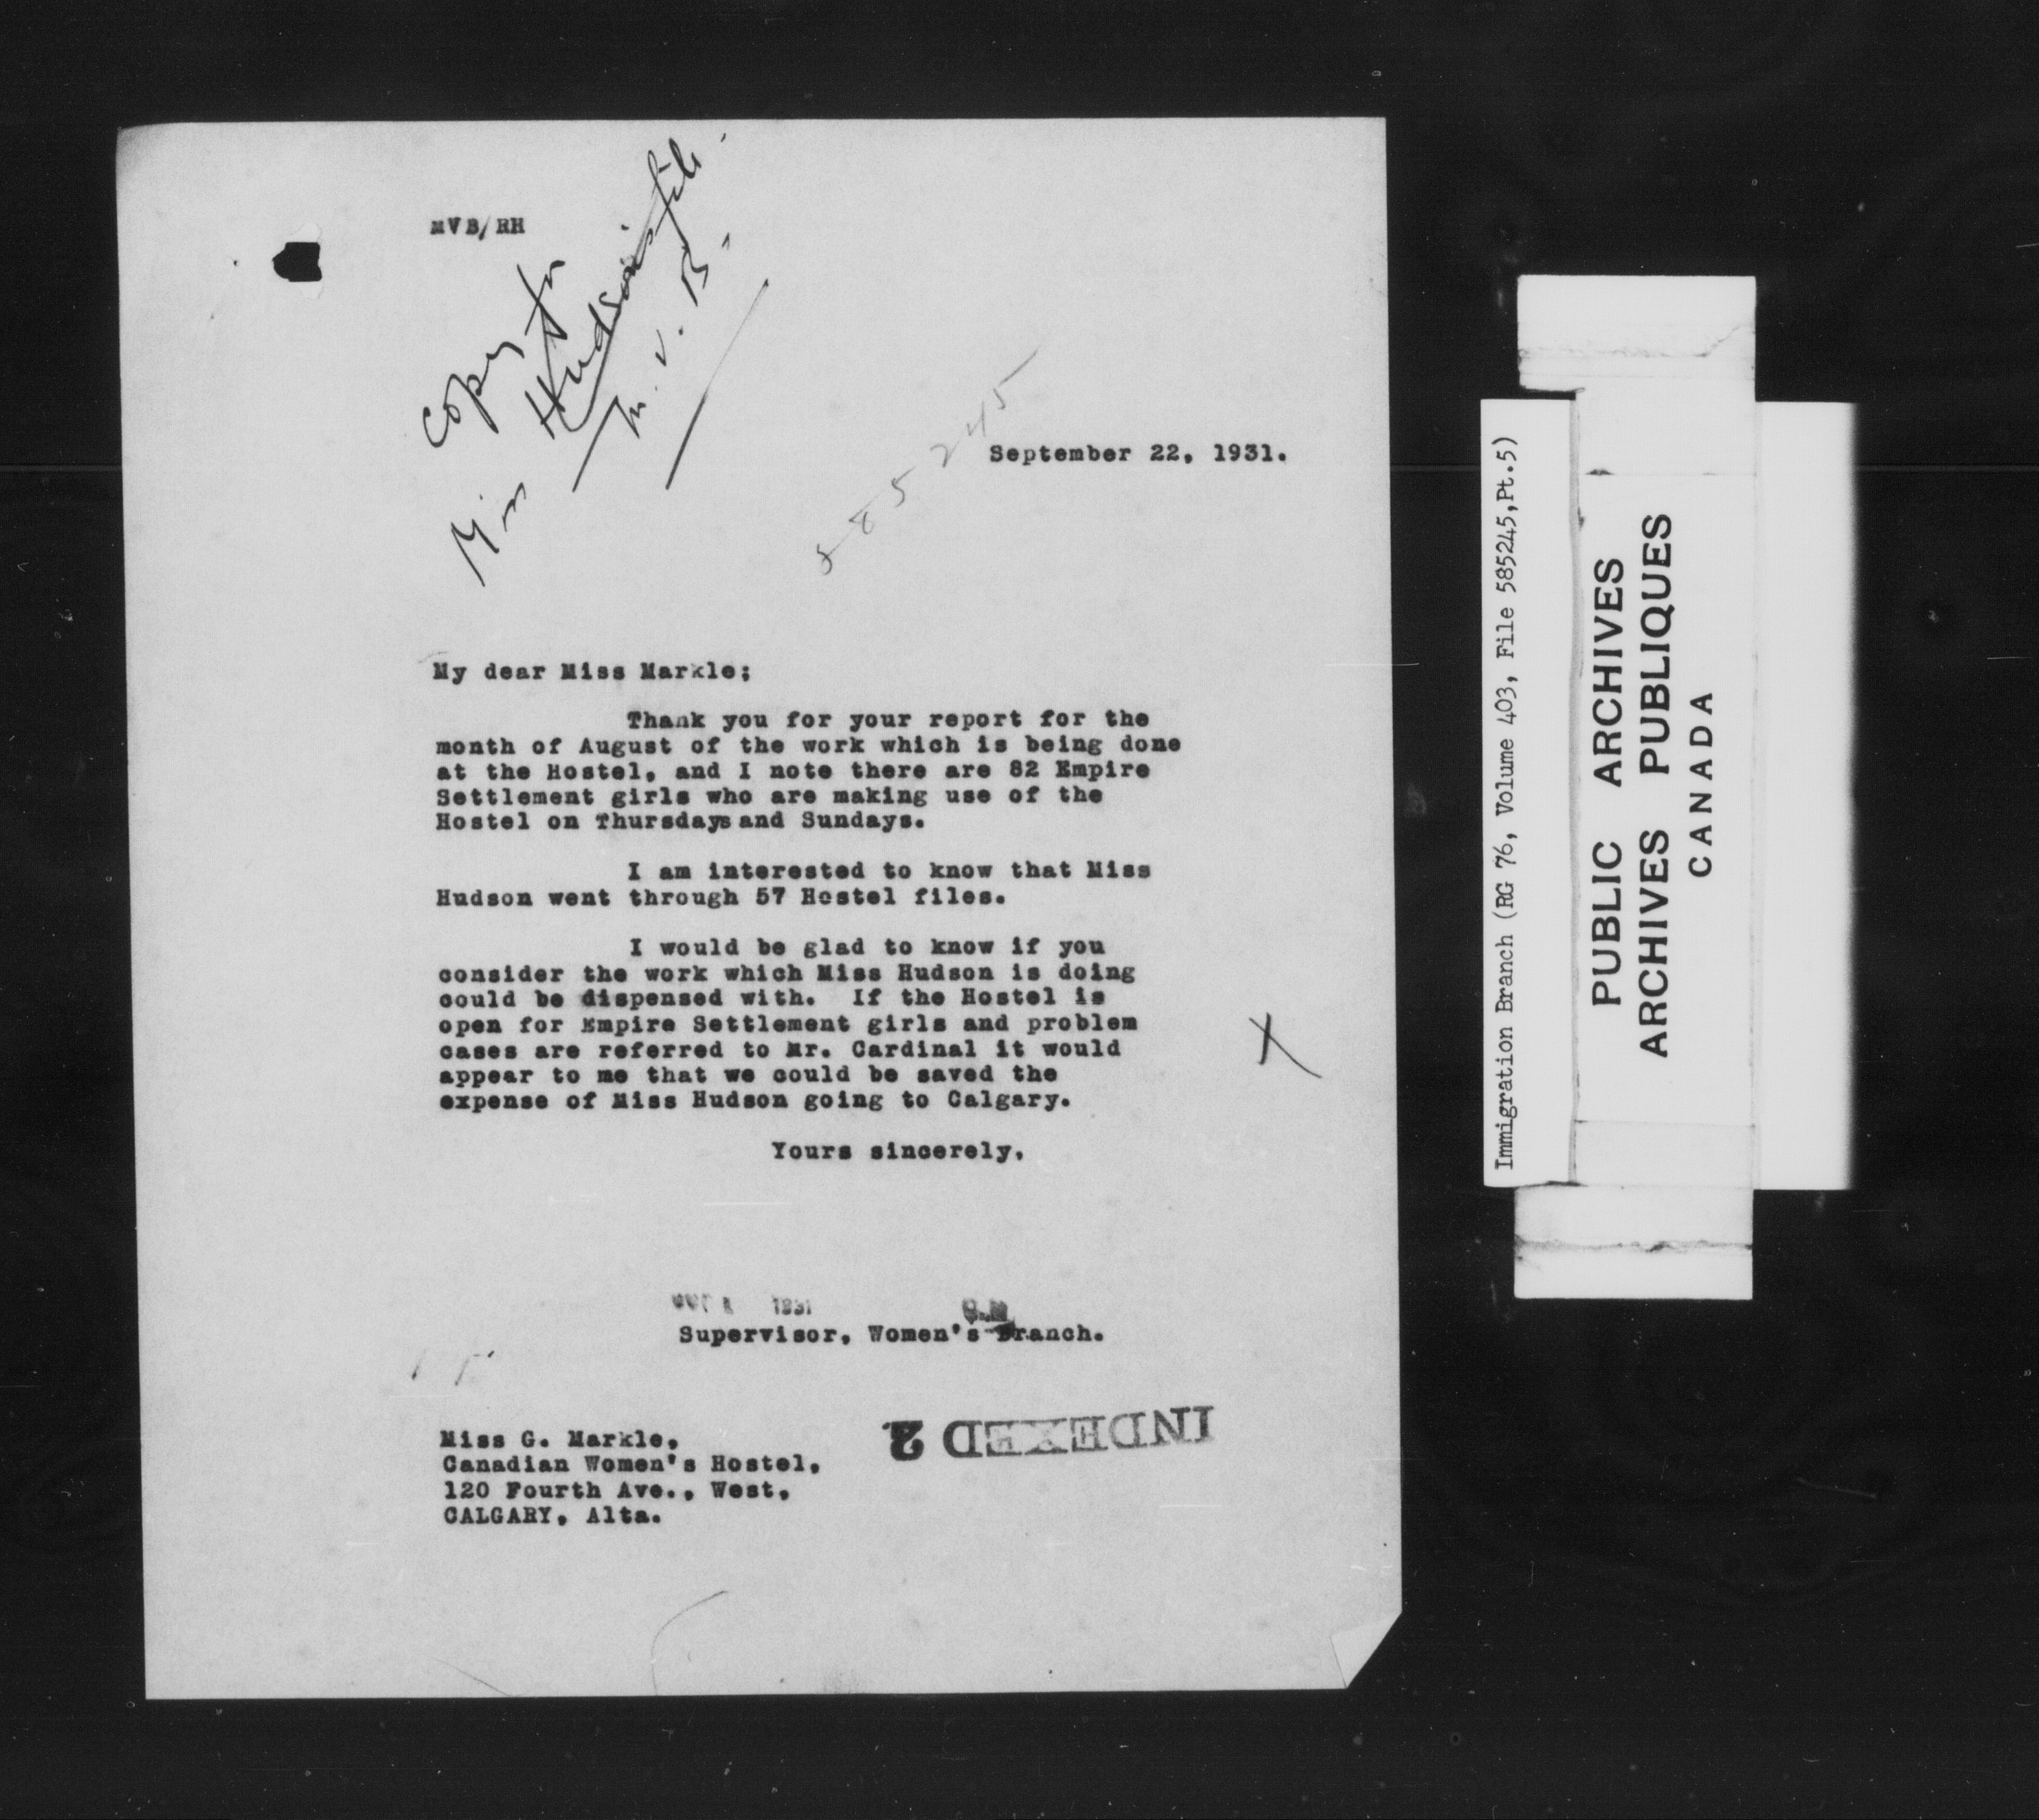 MVB/RH
Copy for
Miss Hudson's file.
M.V.B.
585245
September 22, 1931.
My dear Miss Markle;
Thank you for your report for the
month of August of the work which is being done
at the Hostel, and I note there are 82 Empire
Settlement girls who are making use of the
Hostel on Thursdays and Sundays.
I am interested to know that Miss
Hudson went through 57 Hostel files.
I would be glad to know if you
consider the work which Miss Hudson is doing
could be dispensed with. If the Hostel is
open for Empire Settlement girls and problem
cases are referred to Mr. Cardinal it would
appear to me that we could be saved the
expense of Miss Hudson going to Calgary.
X
Yours sincerely,
OCT 1 1931
Supervisor, Women's Branch.
INDEXED 2
Miss G. Markle,
Canadian Women's Hostel,
120 Fourth Ave., West,
CALGARY, Alta.
Immigration Branch (RG 76, Volume 403, File 585245,Pt.5)
PUBLIC ARCHIVES
ARCHIVES PUBLIQUES
CANADA